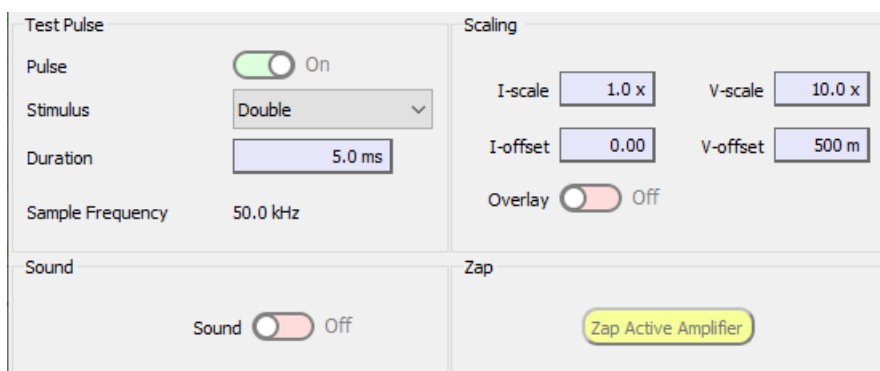 Test Pulse
Pulse On
Stimulus Double
Duration 5.0 ms
Sample Frequency 50.0 kHz
Scaling
I-scale 1.0 x V-scale 10.0 x
I-offset 0.00 V-offset 500 m
Overlay Off
Sound
Sound Off
Zap
Zap Active Amplifier